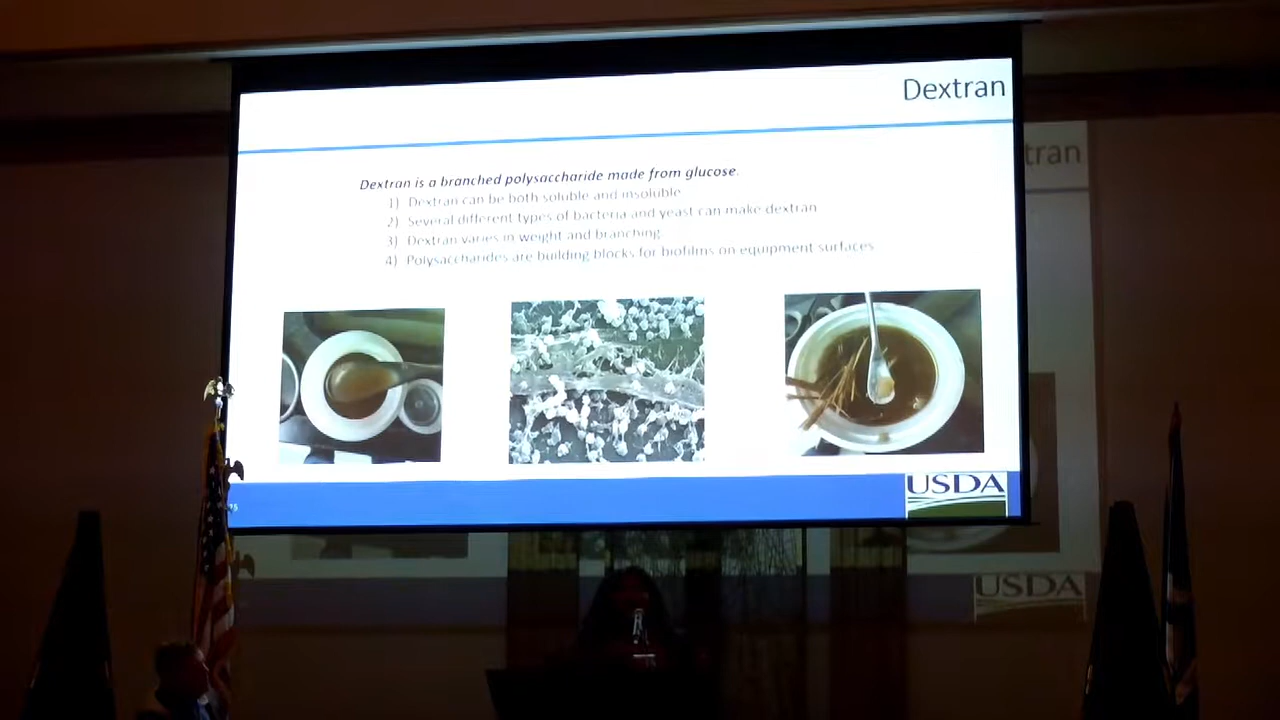 Dextran
Dextran is a branched polysaccharide made from glucose.
1) Dextran can be both soluble and insoluble
2) Several different types of bacteria and yeast can make dextran
3) Dextran varies in weight and branching
4) Polysaccharides are building blocks for biofilms on equipment surfaces
tran
USDA
USDA